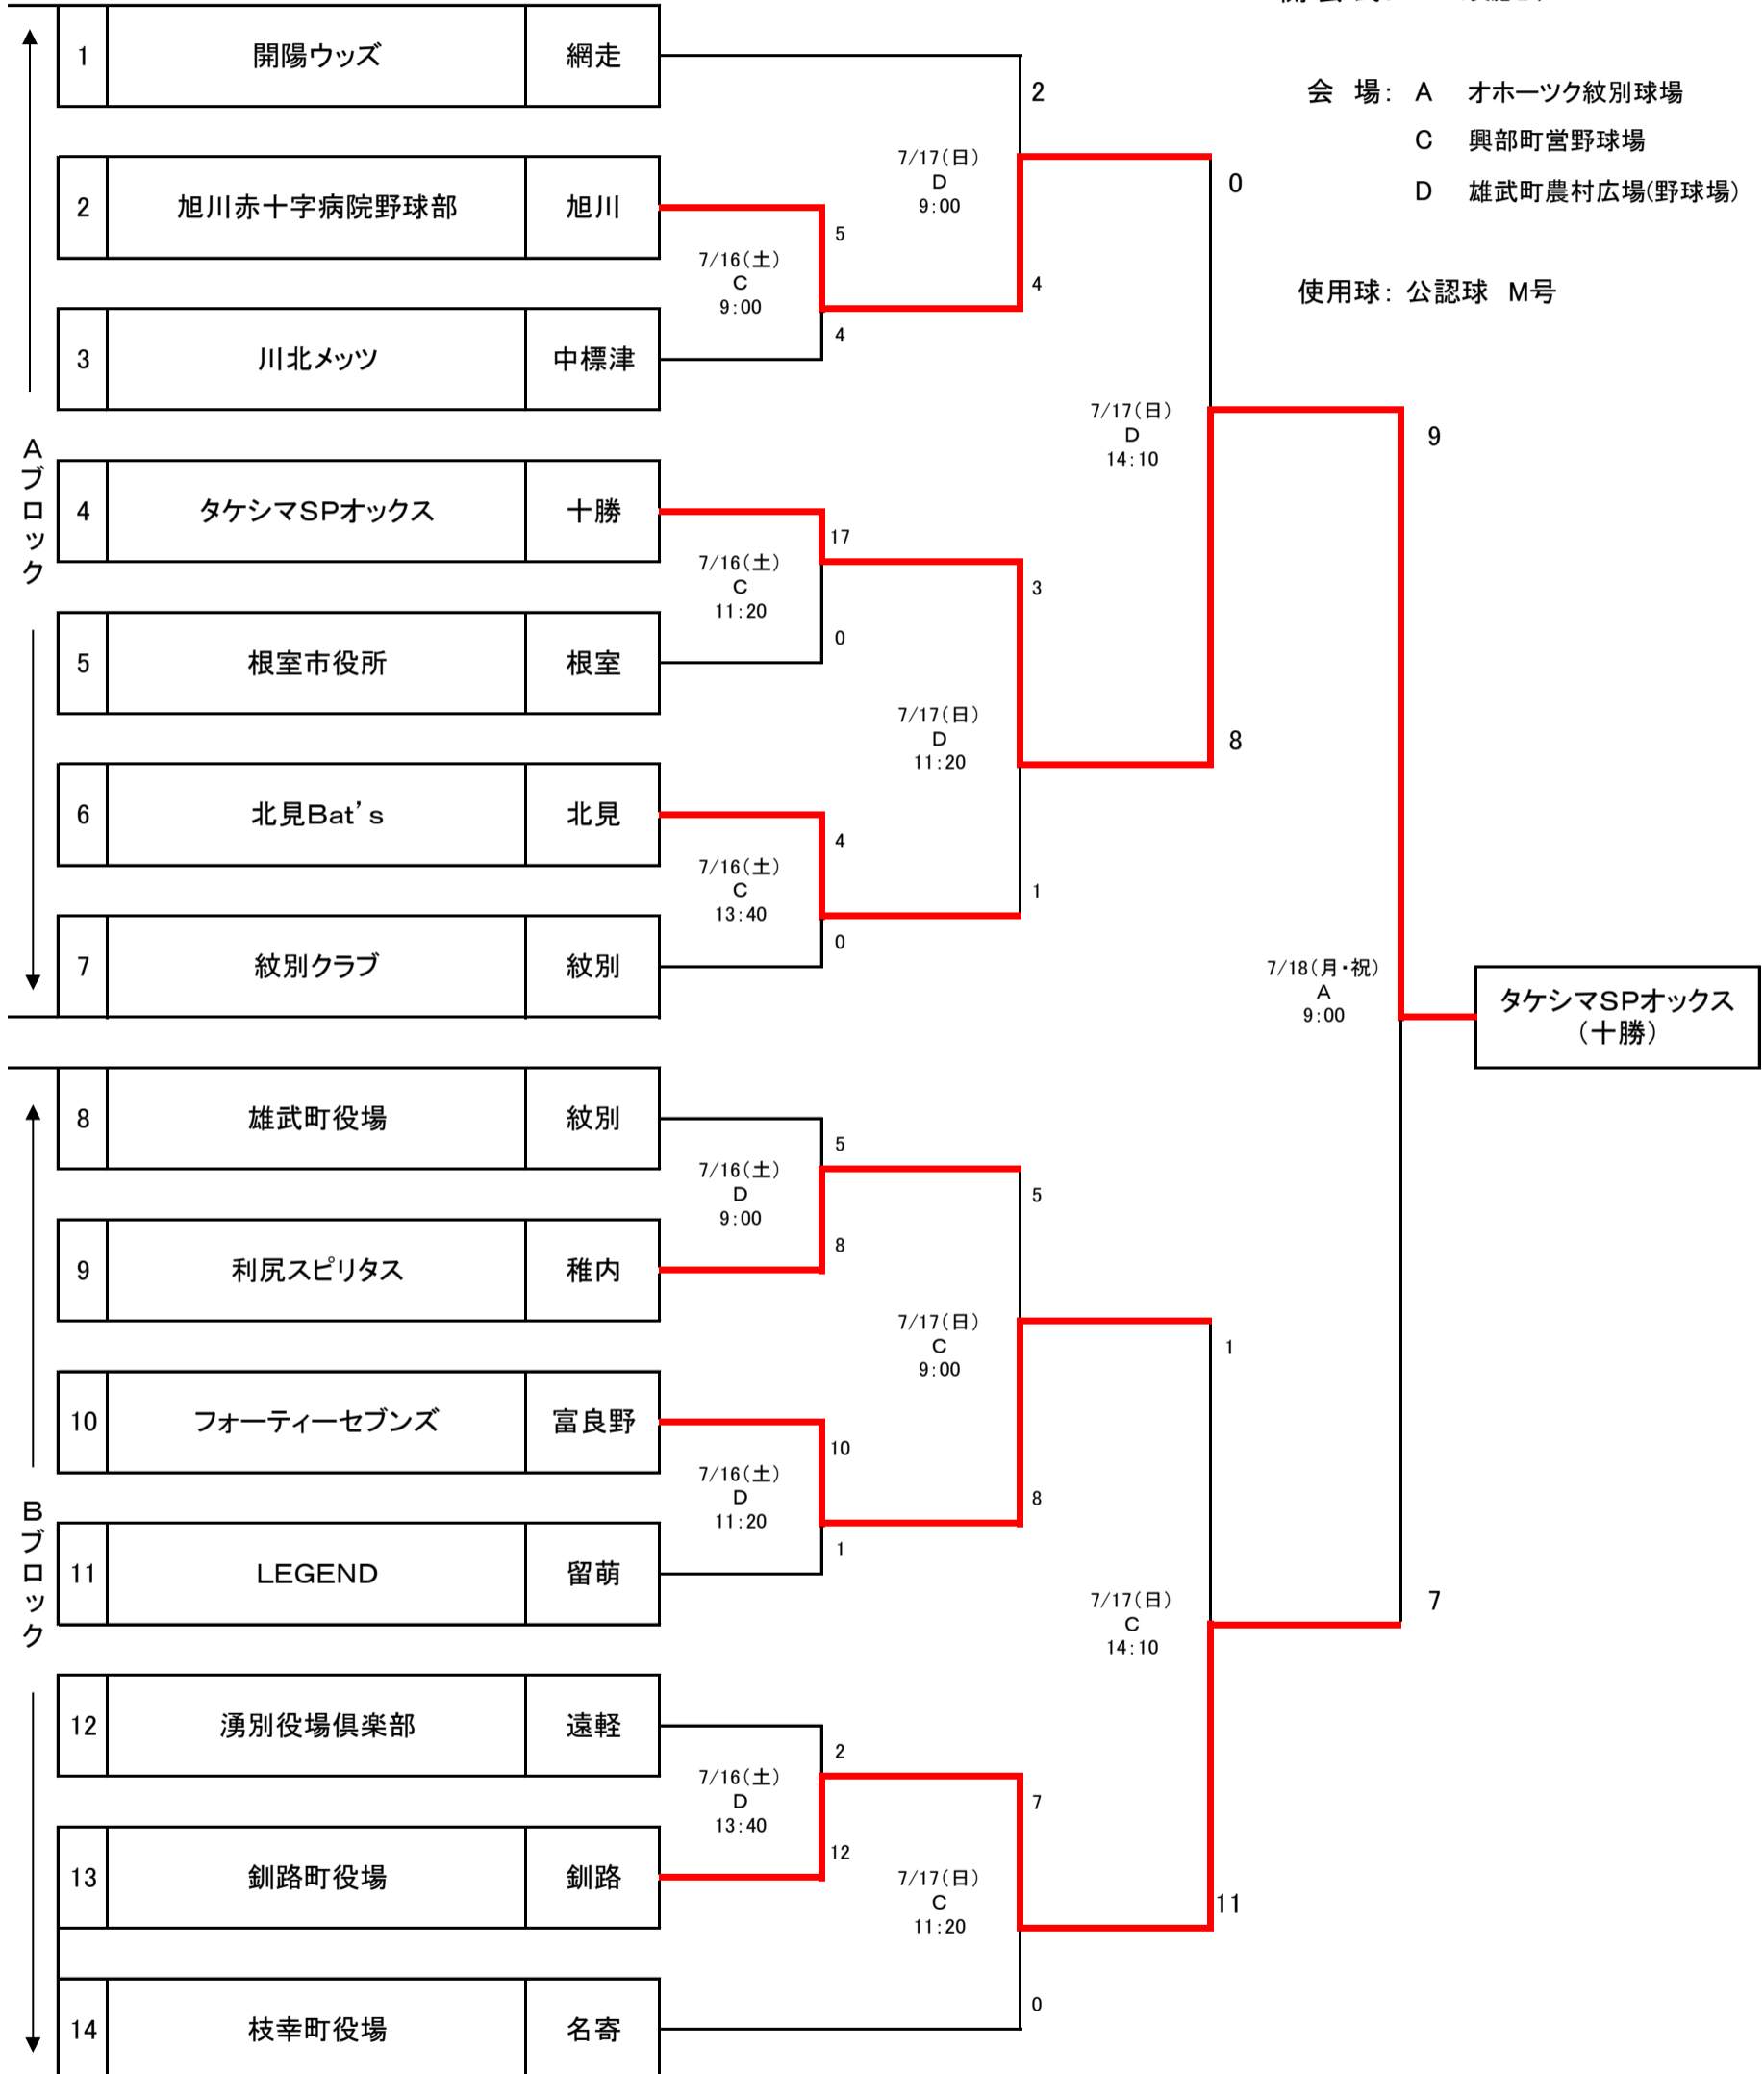 会 場: A オホーツク紋別球場
C 興部町営野球場
D 雄武町農村広場(野球場)
使用球: 公認球 M号
Aブロック
1 開陽ウッズ 網走
2
7/17(日)
D
9:00
0
2 旭川赤十字病院野球部 旭川
5
7/16(土)
C
9:00
4
4
3 川北メッツ 中標津
7/17(日)
D
14:10
9
4 タケシマSPオックス 十勝
17
7/16(土)
C
11:20
3
0
5 根室市役所 根室
7/17(日)
D
11:20
8
6 北見Bat's 北見
4
7/16(土)
C
13:40
1
0
7 紋別クラブ 紋別
7/18(月・祝)
A
9:00
タケシマSPオックス
(十勝)
Bブロック
8 雄武町役場 紋別
5
7/16(土)
D
9:00
5
8
9 利尻スピリタス 稚内
7/17(日)
C
9:00
1
10 フォーティーセブンズ 富良野
10
7/16(土)
D
11:20
8
1
11 LEGEND 留萌
7/17(日)
C
14:10
7
12 湧別役場倶楽部 遠軽
2
7/16(土)
D
13:40
7
12
13 釧路町役場 釧路
7/17(日)
C
11:20
11
0
14 枝幸町役場 名寄